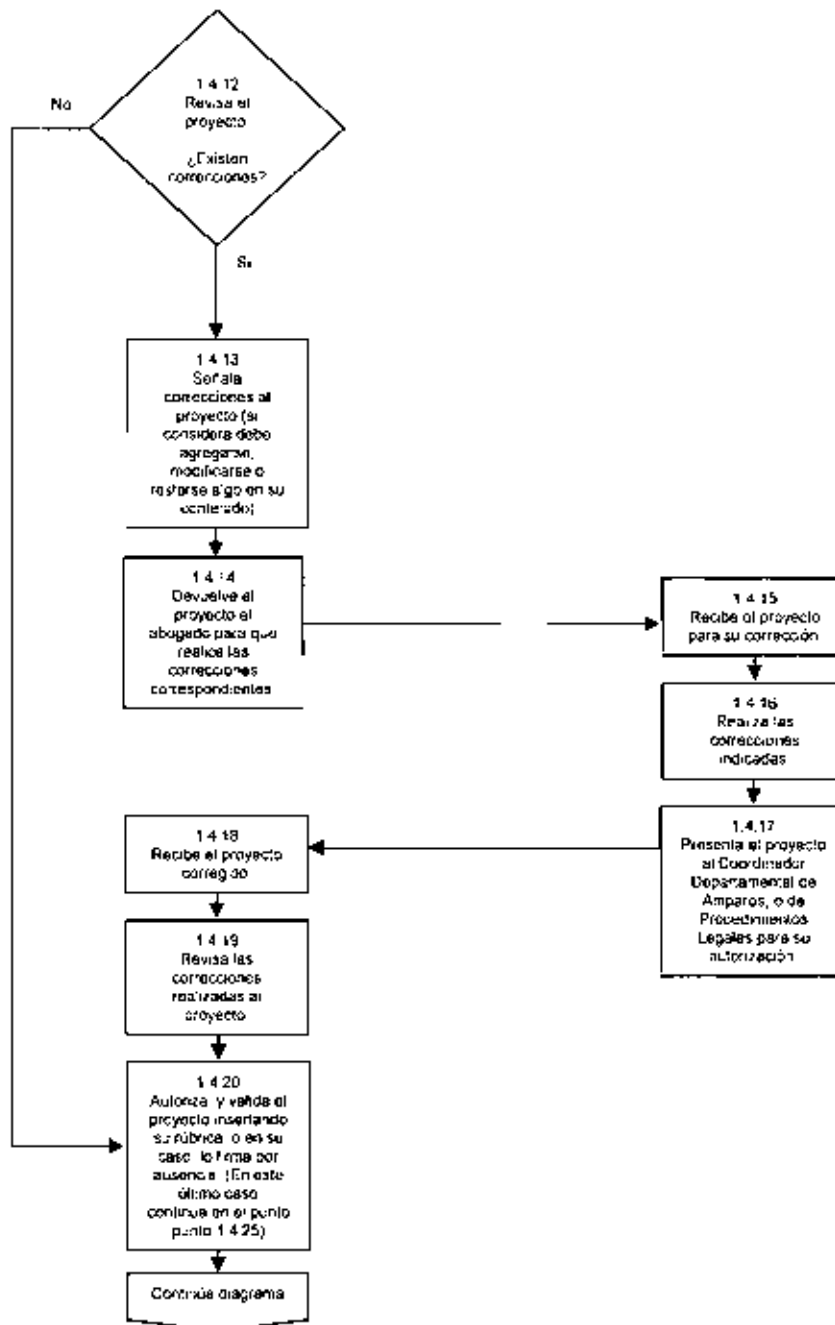 1.4.12
Revisa el
proyecto
¿Existen
correcciones?
No
Si
1.4.13
Señala
correcciones al
proyecto (si
considera debe
agregarse,
modificarse o
restarse algo en su
contenido)
1.4.14
Devuelve el
proyecto al
abogado para que
realice las
correcciones
correspondientes
1.4.15
Recibe el proyecto
para su corrección
1.4.16
Realiza las
correcciones
indicadas
1.4.17
Presenta el proyecto
al Coordinador
Departamental de
Amparos, o de
Procedimientos
Legales para su
autorización
1.4.18
Recibe el proyecto
corregido
1.4.19
Revisa las
correcciones
realizadas al
proyecto
1.4.20
Autoriza y valida el
proyecto insertando
su rúbrica o en su
caso lo firma por
ausencia (En este
último caso
continua en el punto
punto 1.4.25)
Continúa diagrama